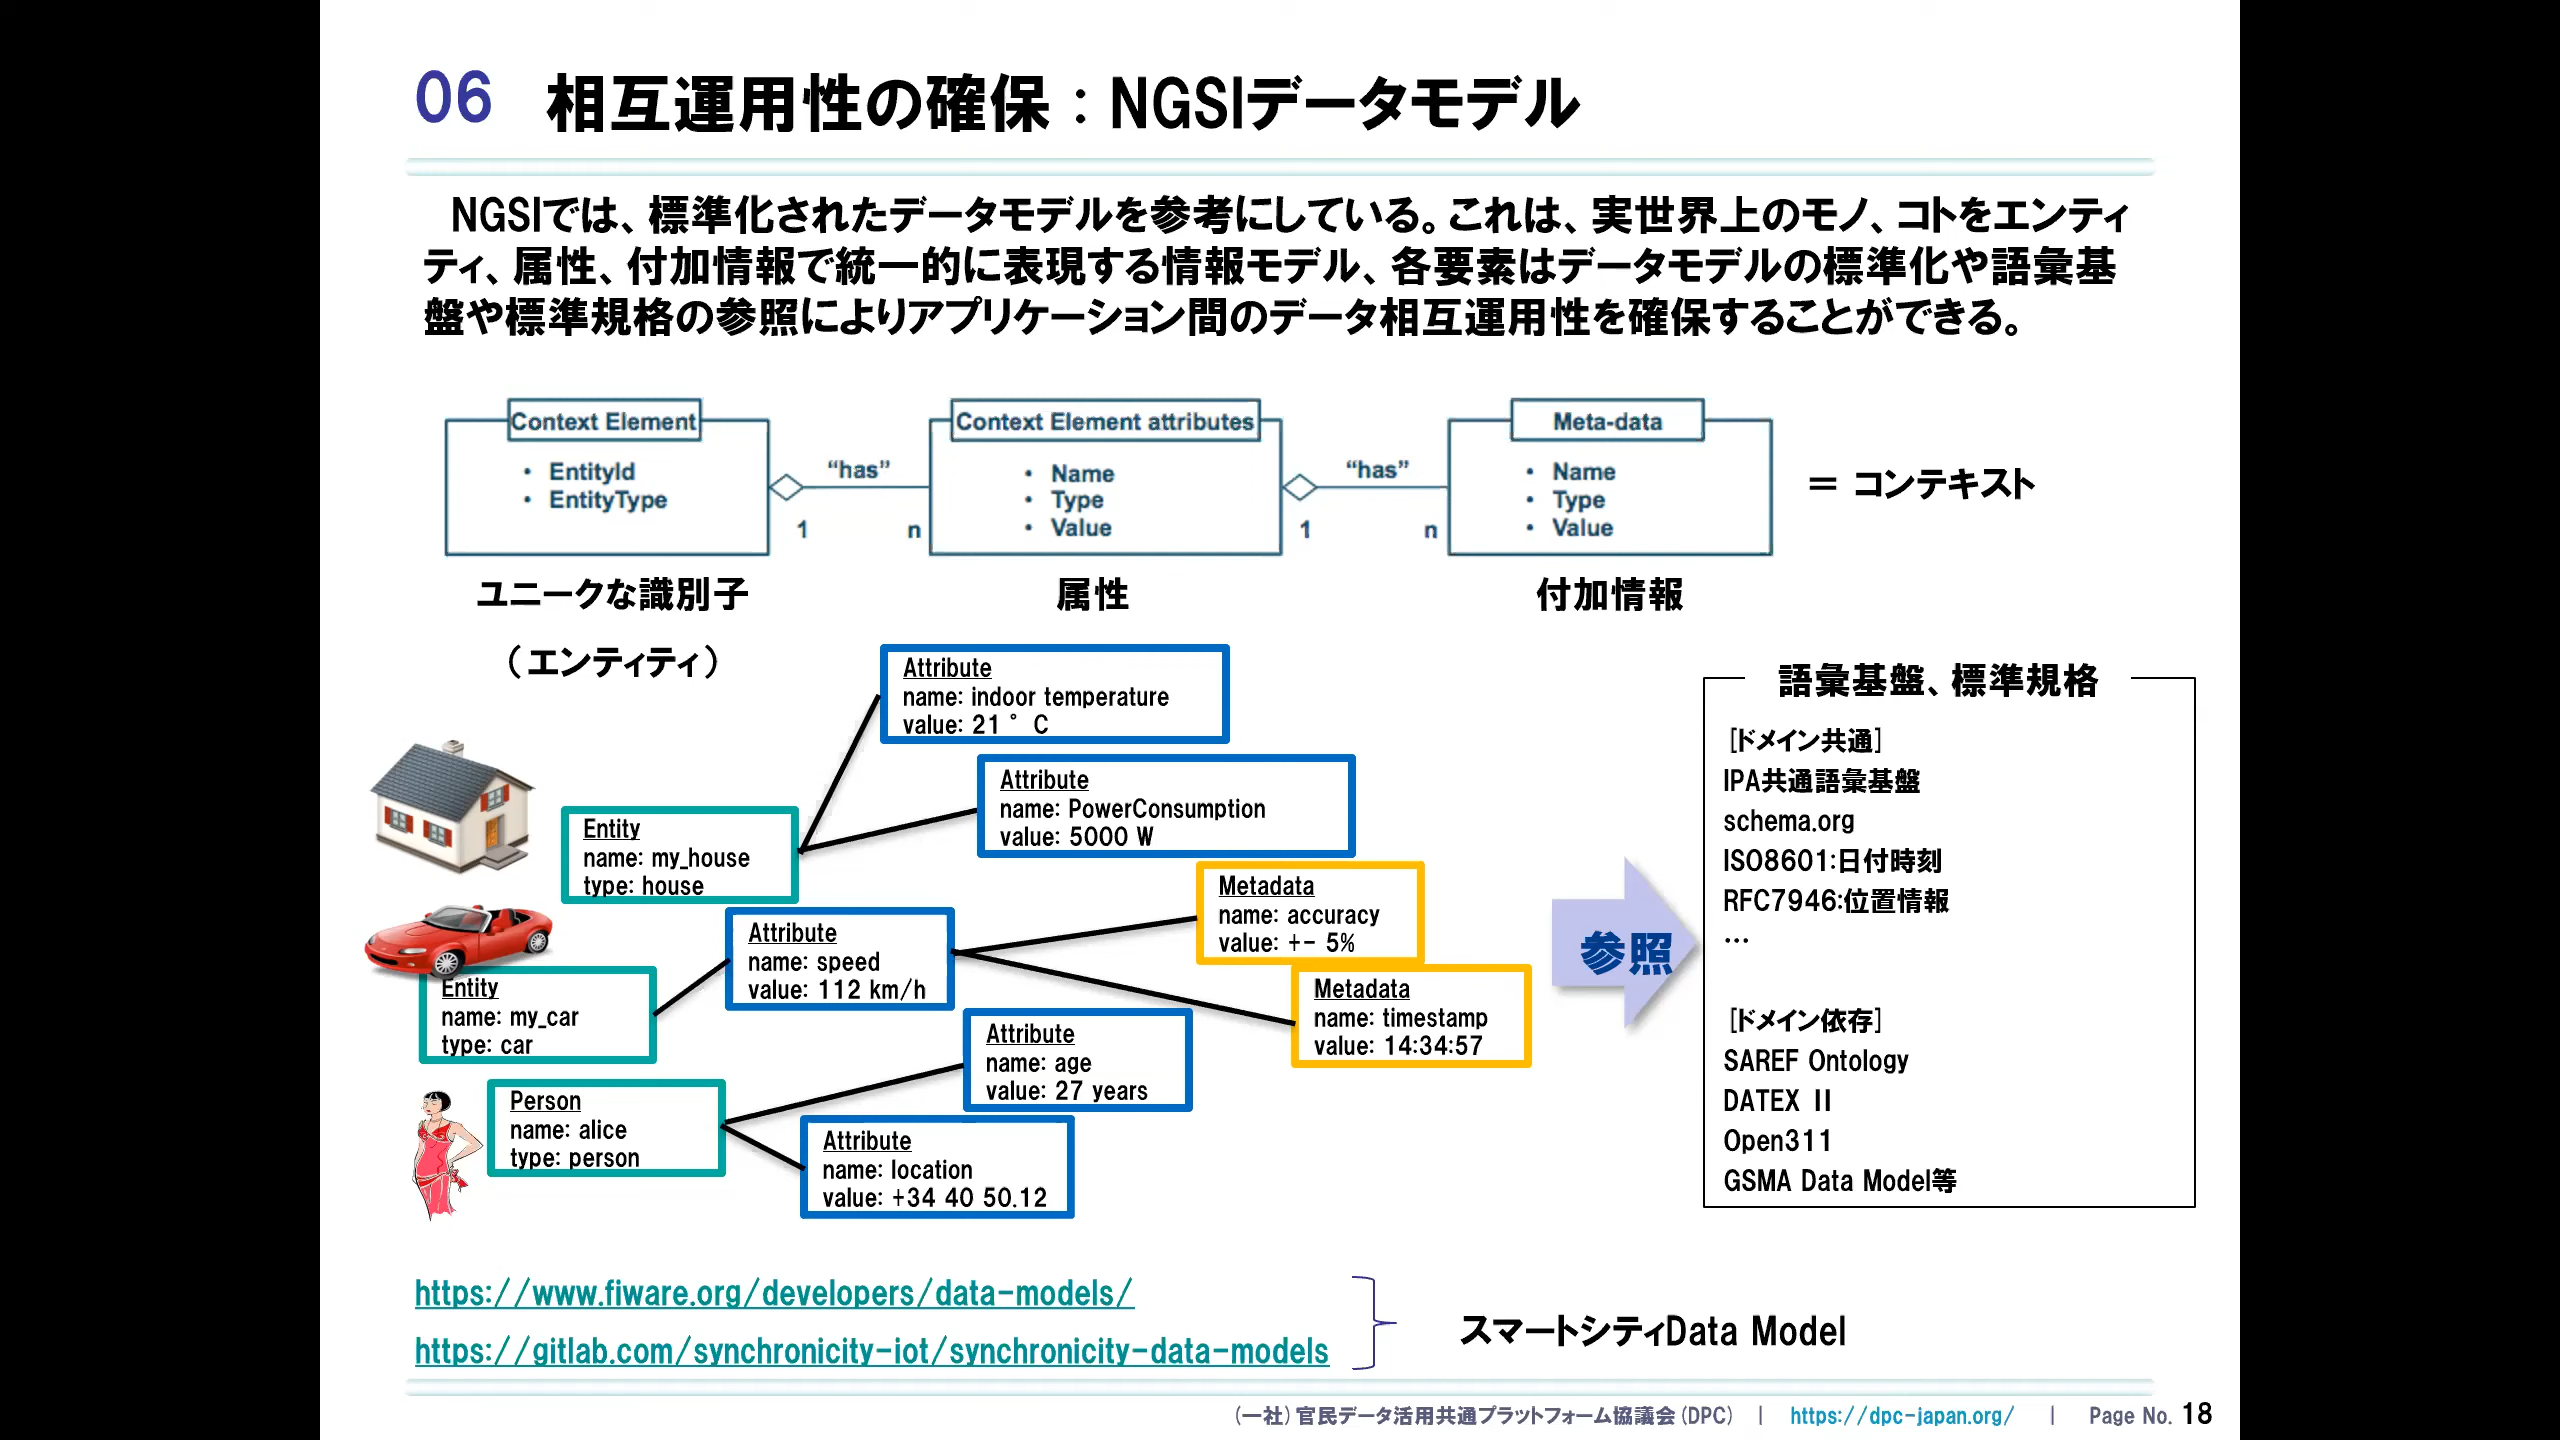 06 相互運用性の確保：NGSIデータモデル
NGSIでは、標準化されたデータモデルを参考にしている。これは、実世界上のモノ、コトをエンティ
ティ、属性、付加情報で統一的に表現する情報モデル、各要素はデータモデルの標準化や語彙基
盤や標準規格の参照によりアプリケーション間のデータ相互運用性を確保することができる。
Context Element
• EntityId
• EntityType
“has”
1 n
Context Element attributes
• Name
• Type
• Value
“has”
1 n
Meta-data
• Name
• Type
• Value
＝ コンテキスト
ユニークな識別子
（エンティティ）
属性
付加情報
Attribute
name: indoor temperature
value: 21 ° C
Attribute
name: PowerConsumption
value: 5000 W
Entity
name: my_house
type: house
Metadata
name: accuracy
value: +- 5%
Attribute
name: speed
value: 112 km/h
Entity
name: my_car
type: car
Metadata
name: timestamp
value: 14:34:57
Attribute
name: age
value: 27 years
Person
name: alice
type: person
Attribute
name: location
value: +34 40 50.12
参照
語彙基盤、標準規格
［ドメイン共通］
IPA共通語彙基盤
schema.org
ISO8601:日付時刻
RFC7946:位置情報
…
［ドメイン依存］
SAREF Ontology
DATEX Ⅱ
Open311
GSMA Data Model等
https://www.fiware.org/developers/data-models/
https://gitlab.com/synchronicity-iot/synchronicity-data-models
スマートシティData Model
(一社)官民データ活用共通プラットフォーム協議会(DPC) | https://dpc-japan.org/ | Page No. 18